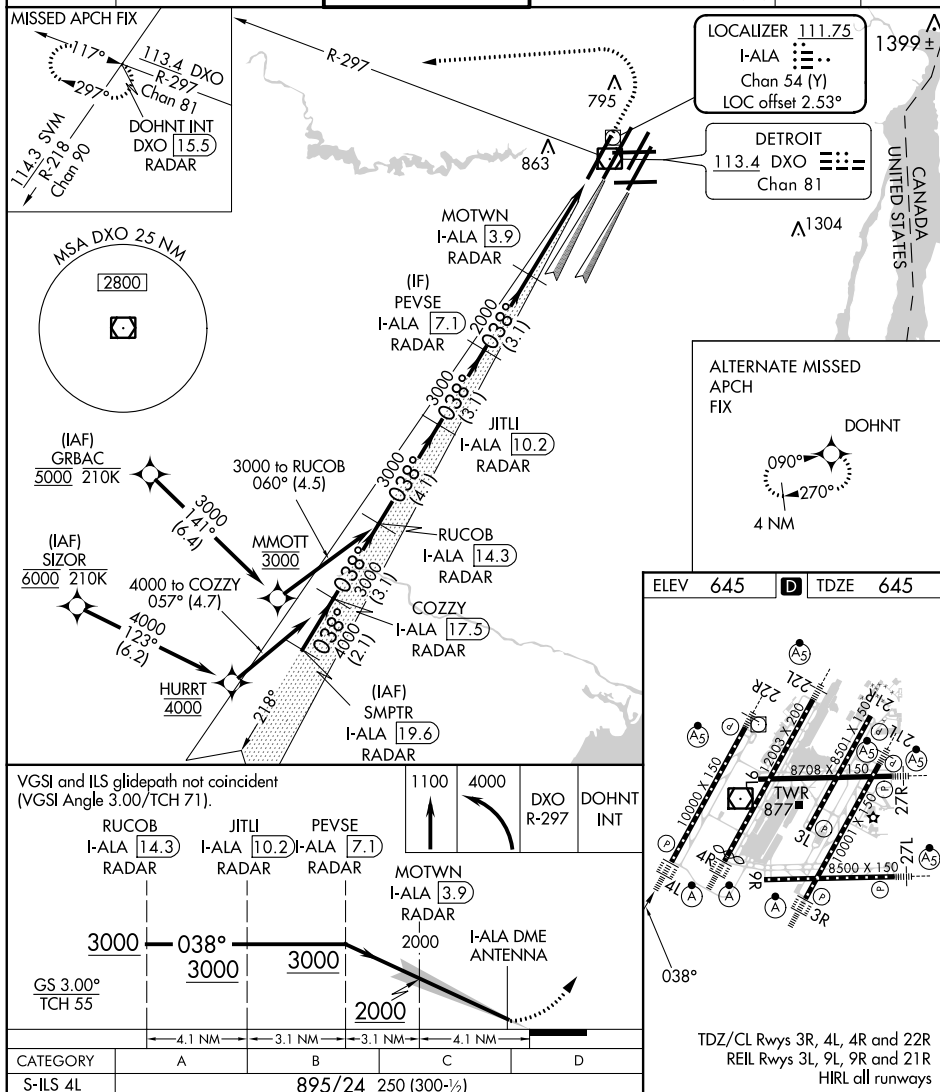 MISSED APCH FIX
117°
297°
113.4 DXO
R-297
Chan 81
DOHNT INT
DXO 15.5
RADAR
114.3 SVM
R-218
Chan 90
R-297
795
863
LOCALIZER 111.75
I-ALA
Chan 54 (Y)
LOC offset 2.53°
1399 ±
DETROIT
113.4 DXO
Chan 81
1304
CANADA
UNITED STATES
MSA DXO 25 NM
2800
MOTWN
I-ALA 3.9
RADAR
(IF)
PEVSE
I-ALA 7.1
RADAR
2000
038°
(3.1)
3000
038°
(3.1)
JITLI
I-ALA 10.2
RADAR
3000
038°
(4.1)
(IAF)
GRBAC
5000 210K
3000
141°
(6.4)
3000 to RUCOB
060° (4.5)
MMOTT
3000
RUCOB
I-ALA 14.3
RADAR
038°
3000
(3.1)
(IAF)
SIZOR
6000 210K
4000
123°
(6.2)
4000 to COZZY
057° (4.7)
COZZY
I-ALA 17.5
RADAR
038°
4000
(2.1)
HURRT
4000
218°
(IAF)
SMPTR
I-ALA 19.6
RADAR
ALTERNATE MISSED
APCH
FIX
DOHNT
090°
270°
4 NM
ELEV 645
D
TDZE 645
A5
22R
22L
21R
21L
A5
P
A5
P
A5
10000 X 150
12003 X 200
8501 X 150
8708 X 150
10001 X 150
8500 X 150
9L
TWR
877
27R
P
3L
P
P
4L
4R
9R
27L
A5
P
P
A
A
A
3R
038°
TDZ/CL Rwys 3R, 4L, 4R and 22R
REIL Rwys 3L, 9L, 9R and 21R
HIRL all runways
VGSI and ILS glidepath not coincident
(VGSI Angle 3.00/TCH 71).
1100
4000
DXO
R-297
DOHNT
INT
RUCOB
I-ALA 14.3
RADAR
JITLI
I-ALA 10.2
RADAR
PEVSE
I-ALA 7.1
RADAR
MOTWN
I-ALA 3.9
RADAR
2000
I-ALA DME
ANTENNA
3000
038°
3000
3000
2000
GS 3.00°
TCH 55
4.1 NM
3.1 NM
3.1 NM
4.1 NM
CATEGORY A B C D
S-ILS 4L 895/24 250 (300-½)